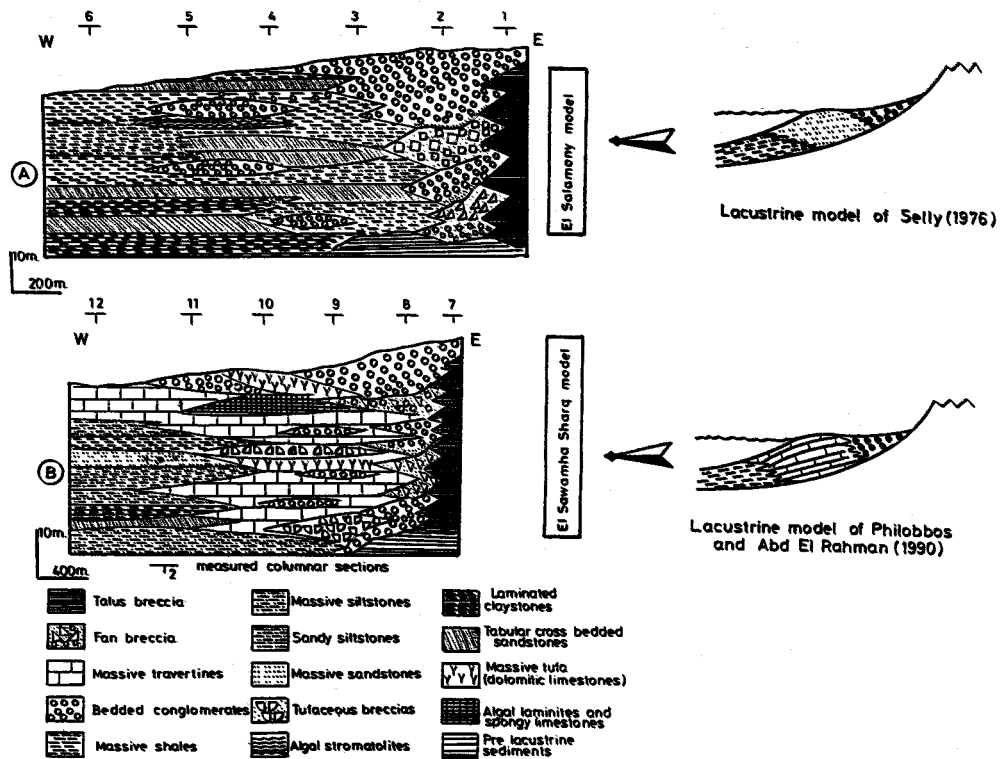 6 5 4 3 2 1
W E
A
El Salamony model
Lacustrine model of Selly (1976)
10m.
200m.
12 11 10 9 8 7
W E
B
El Sawamha Sharq model
Lacustrine model of Philobbos
and Abd El Rahman (1990)
10m.
400m.
2 measured columnar sections
Talus breccia
Fan breccia
Massive travertines
Bedded conglomerates
Massive shales
Massive siltstones
Sandy siltstones
Massive sandstones
Tufaceous breccias
Algal stromatolites
Laminated
claystones
Tabular cross bedded
sandstones
Massive tufa
(dolomitic limestones)
Algal laminites and
spongy limestones
Pre lacustrine
sediments